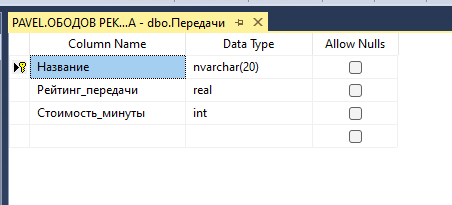 PAVEL.ОБОДОВ РЕК...А - dbo.Передачи
Column Name Data Type Allow Nulls
Название nvarchar(20)
Рейтинг_передачи real
Стоимость_минуты int